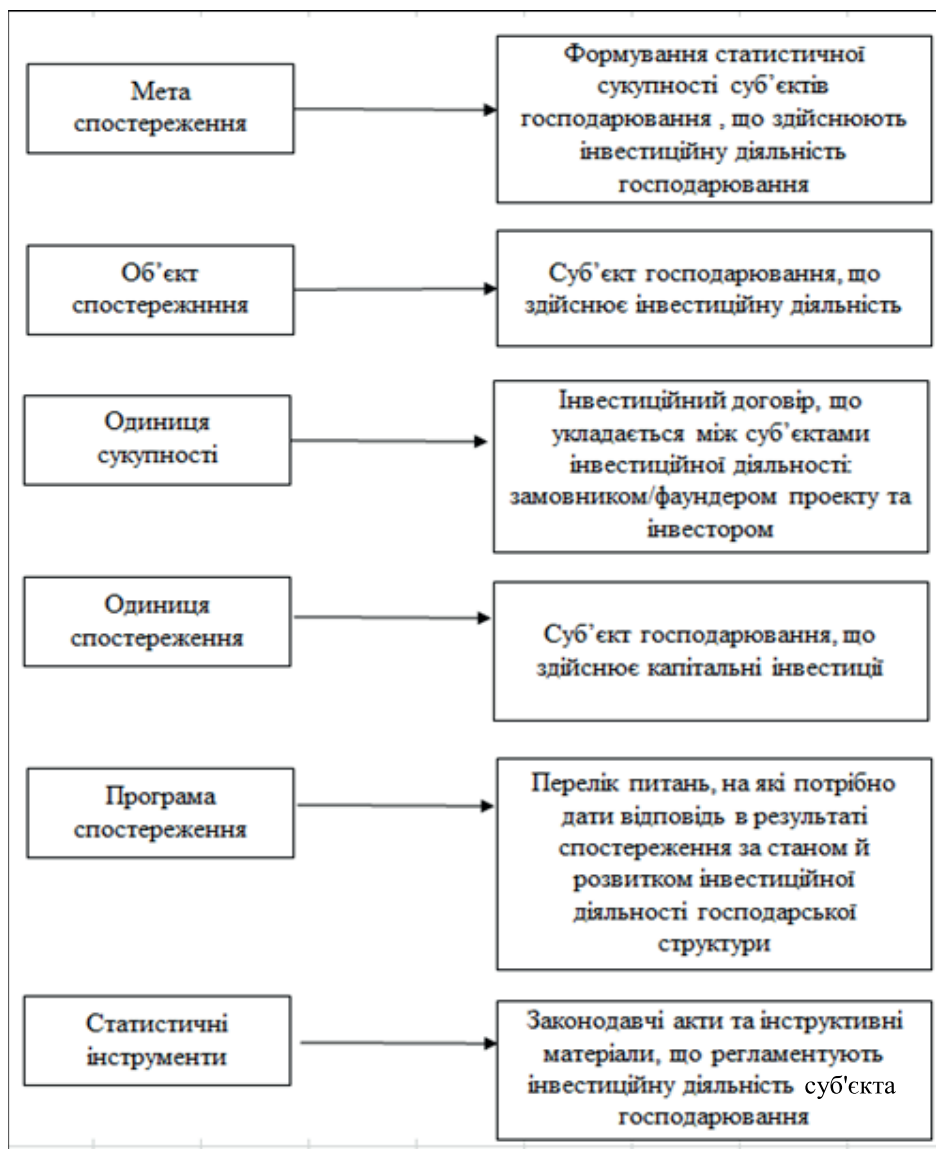 Мета
спостереження
Формування статистичної
сукупності суб’єктів
господарювання , що здійснюють
інвестиційну діяльність
господарювання
Об’єкт
спостережнння
Суб’єкт господарювання, що
здійснює інвестиційну діяльність
Одиниця
сукупності
Інвестиційний договір, що
укладається між суб’єктами
інвестиційної діяльності:
замовником/фаундером проекту та
інвестором
Одиниця
спостереження
Суб’єкт господарювання, що
здійснює капітальні інвестиції
Програма
спостереження
Перелік питань, на які потрібно
дати відповідь в результаті
спостереження за станом й
розвитком інвестиційної
діяльності господарської
структури
Статистичні
інструменти
Законодавчі акти та інструктивні
матеріали, що регламентують
інвестиційну діяльність суб'єкта
господарювання